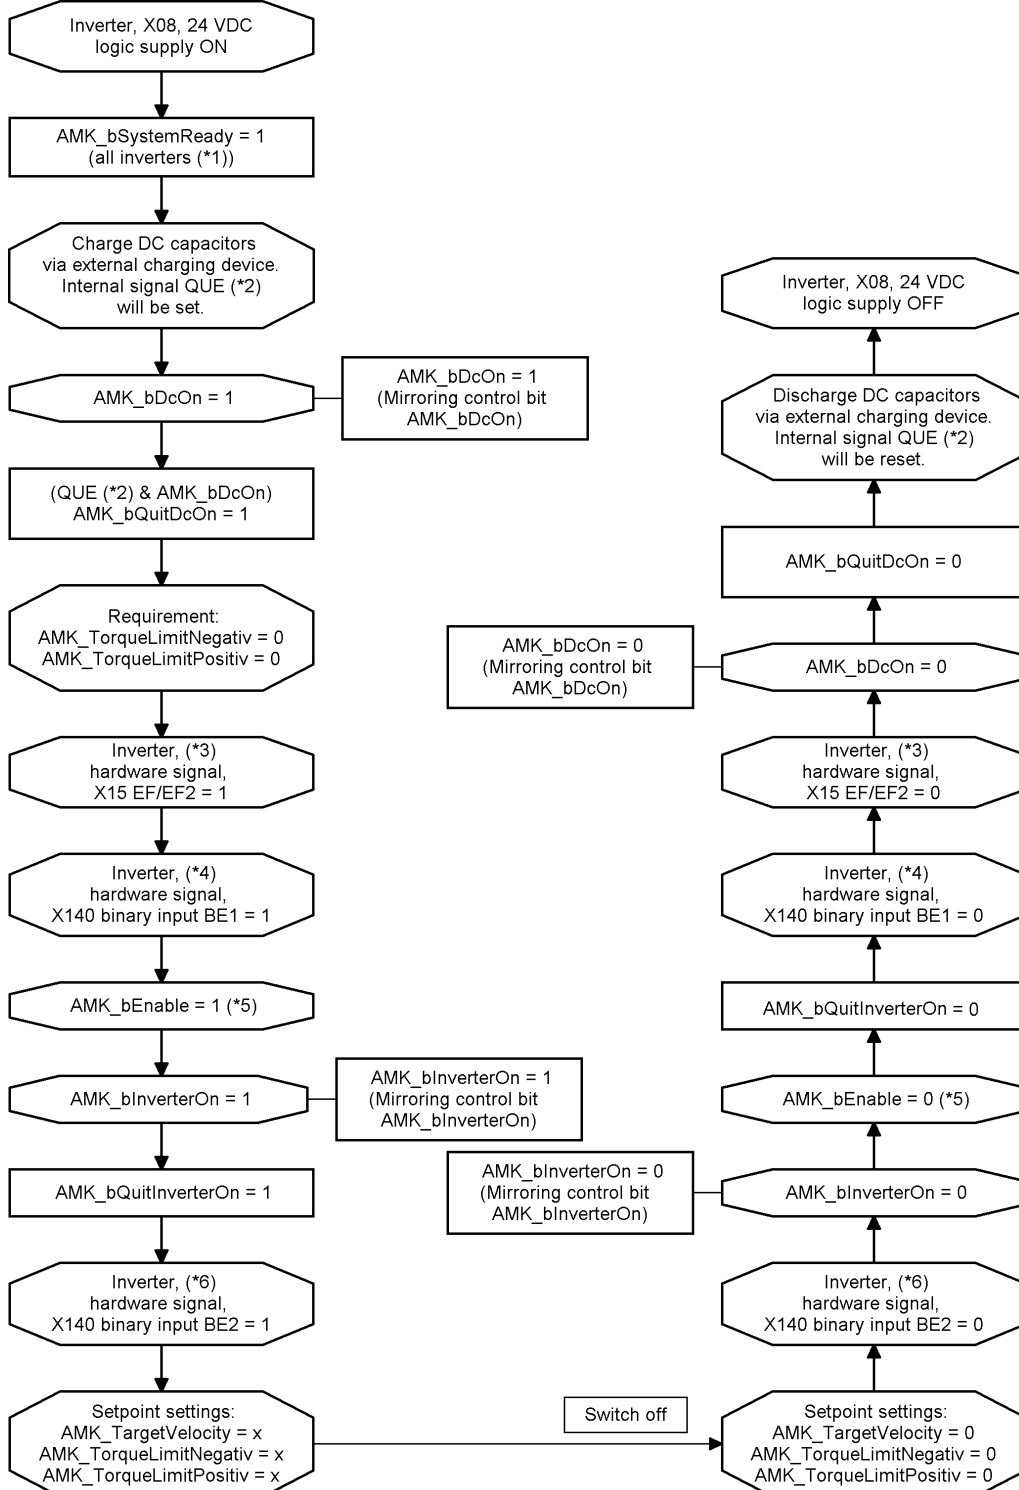 Inverter, X08, 24 VDC
logic supply ON
AMK_bSystemReady = 1
(all inverters (*1))
Charge DC capacitors
via external charging device.
Internal signal QUE (*2)
will be set.
AMK_bDcOn = 1
AMK_bDcOn = 1
(Mirroring control bit
AMK_bDcOn)
(QUE (*2) & AMK_bDcOn)
AMK_bQuitDcOn = 1
Requirement:
AMK_TorqueLimitNegativ = 0
AMK_TorqueLimitPositiv = 0
Inverter, (*3)
hardware signal,
X15 EF/EF2 = 1
Inverter, (*4)
hardware signal,
X140 binary input BE1 = 1
AMK_bEnable = 1 (*5)
AMK_bInverterOn = 1
AMK_bInverterOn = 1
(Mirroring control bit
AMK_bInverterOn)
AMK_bQuitInverterOn = 1
Inverter, (*6)
hardware signal,
X140 binary input BE2 = 1
Setpoint settings:
AMK_TargetVelocity = x
AMK_TorqueLimitNegativ = x
AMK_TorqueLimitPositiv = x
Switch off
Setpoint settings:
AMK_TargetVelocity = 0
AMK_TorqueLimitNegativ = 0
AMK_TorqueLimitPositiv = 0
Inverter, (*6)
hardware signal,
X140 binary input BE2 = 0
AMK_bInverterOn = 0
AMK_bInverterOn = 0
(Mirroring control bit
AMK_bInverterOn)
AMK_bEnable = 0 (*5)
AMK_bQuitInverterOn = 0
Inverter, (*4)
hardware signal,
X140 binary input BE1 = 0
Inverter, (*3)
hardware signal,
X15 EF/EF2 = 0
AMK_bDcOn = 0
AMK_bDcOn = 0
(Mirroring control bit
AMK_bDcOn)
AMK_bQuitDcOn = 0
Discharge DC capacitors
via external charging device.
Internal signal QUE (*2)
will be reset.
Inverter, X08, 24 VDC
logic supply OFF